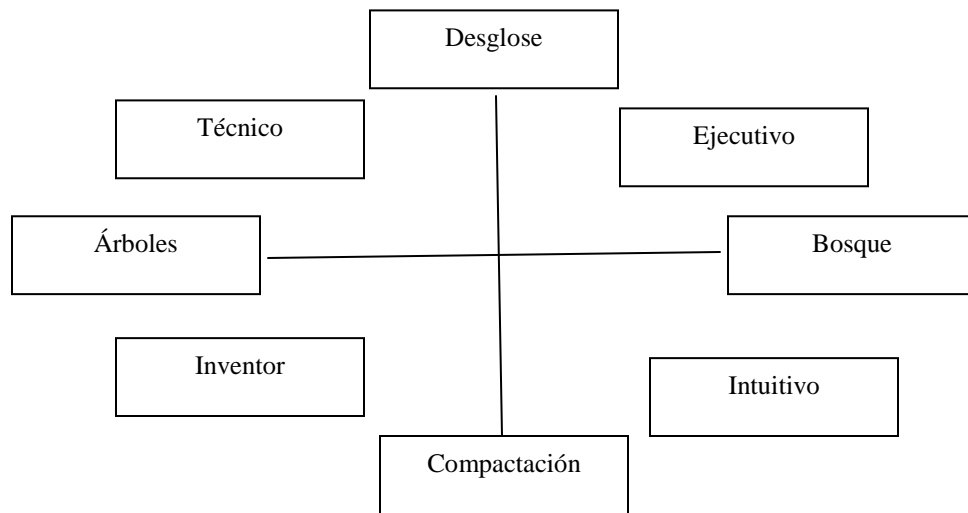 Desglose
Técnico
Ejecutivo
Árboles
Bosque
Inventor
Intuitivo
Compactación